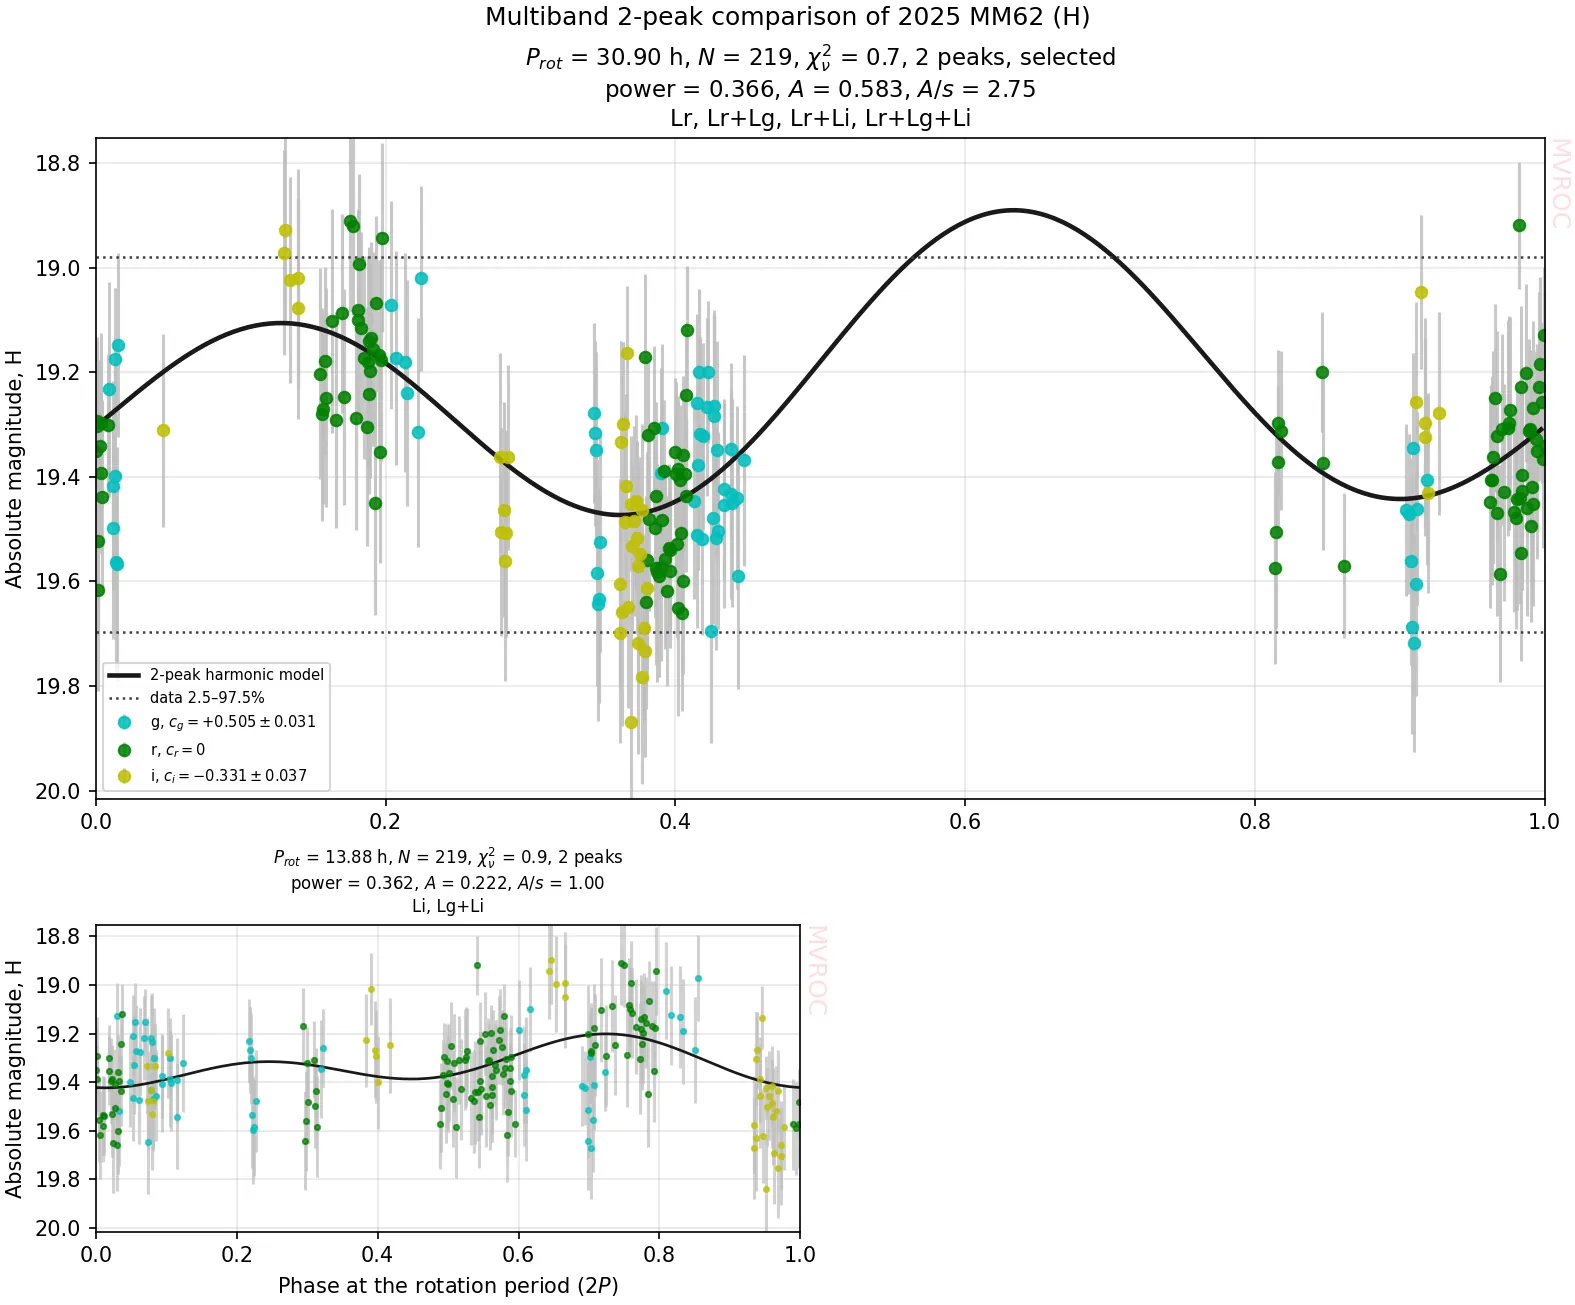 Multiband 2-peak comparison of 2025 MM62 (H)
P_rot = 30.90 h, N = 219, χ²_ν = 0.7, 2 peaks, selected
power = 0.366, A = 0.583, A/s = 2.75
Lr, Lr+Lg, Lr+Li, Lr+Lg+Li
Absolute magnitude, H
18.8
19.0
19.2
19.4
19.6
19.8
20.0
2-peak harmonic model
data 2.5–97.5%
g, c_g = +0.505 ± 0.031
r, c_r = 0
i, c_i = −0.331 ± 0.037
0.0 0.2 0.4 0.6 0.8 1.0
MVROC
P_rot = 13.88 h, N = 219, χ²_ν = 0.9, 2 peaks
power = 0.362, A = 0.222, A/s = 1.00
Li, Lg+Li
Absolute magnitude, H
18.8
19.0
19.2
19.4
19.6
19.8
20.0
0.0 0.2 0.4 0.6 0.8 1.0
Phase at the rotation period (2P)
MVROC